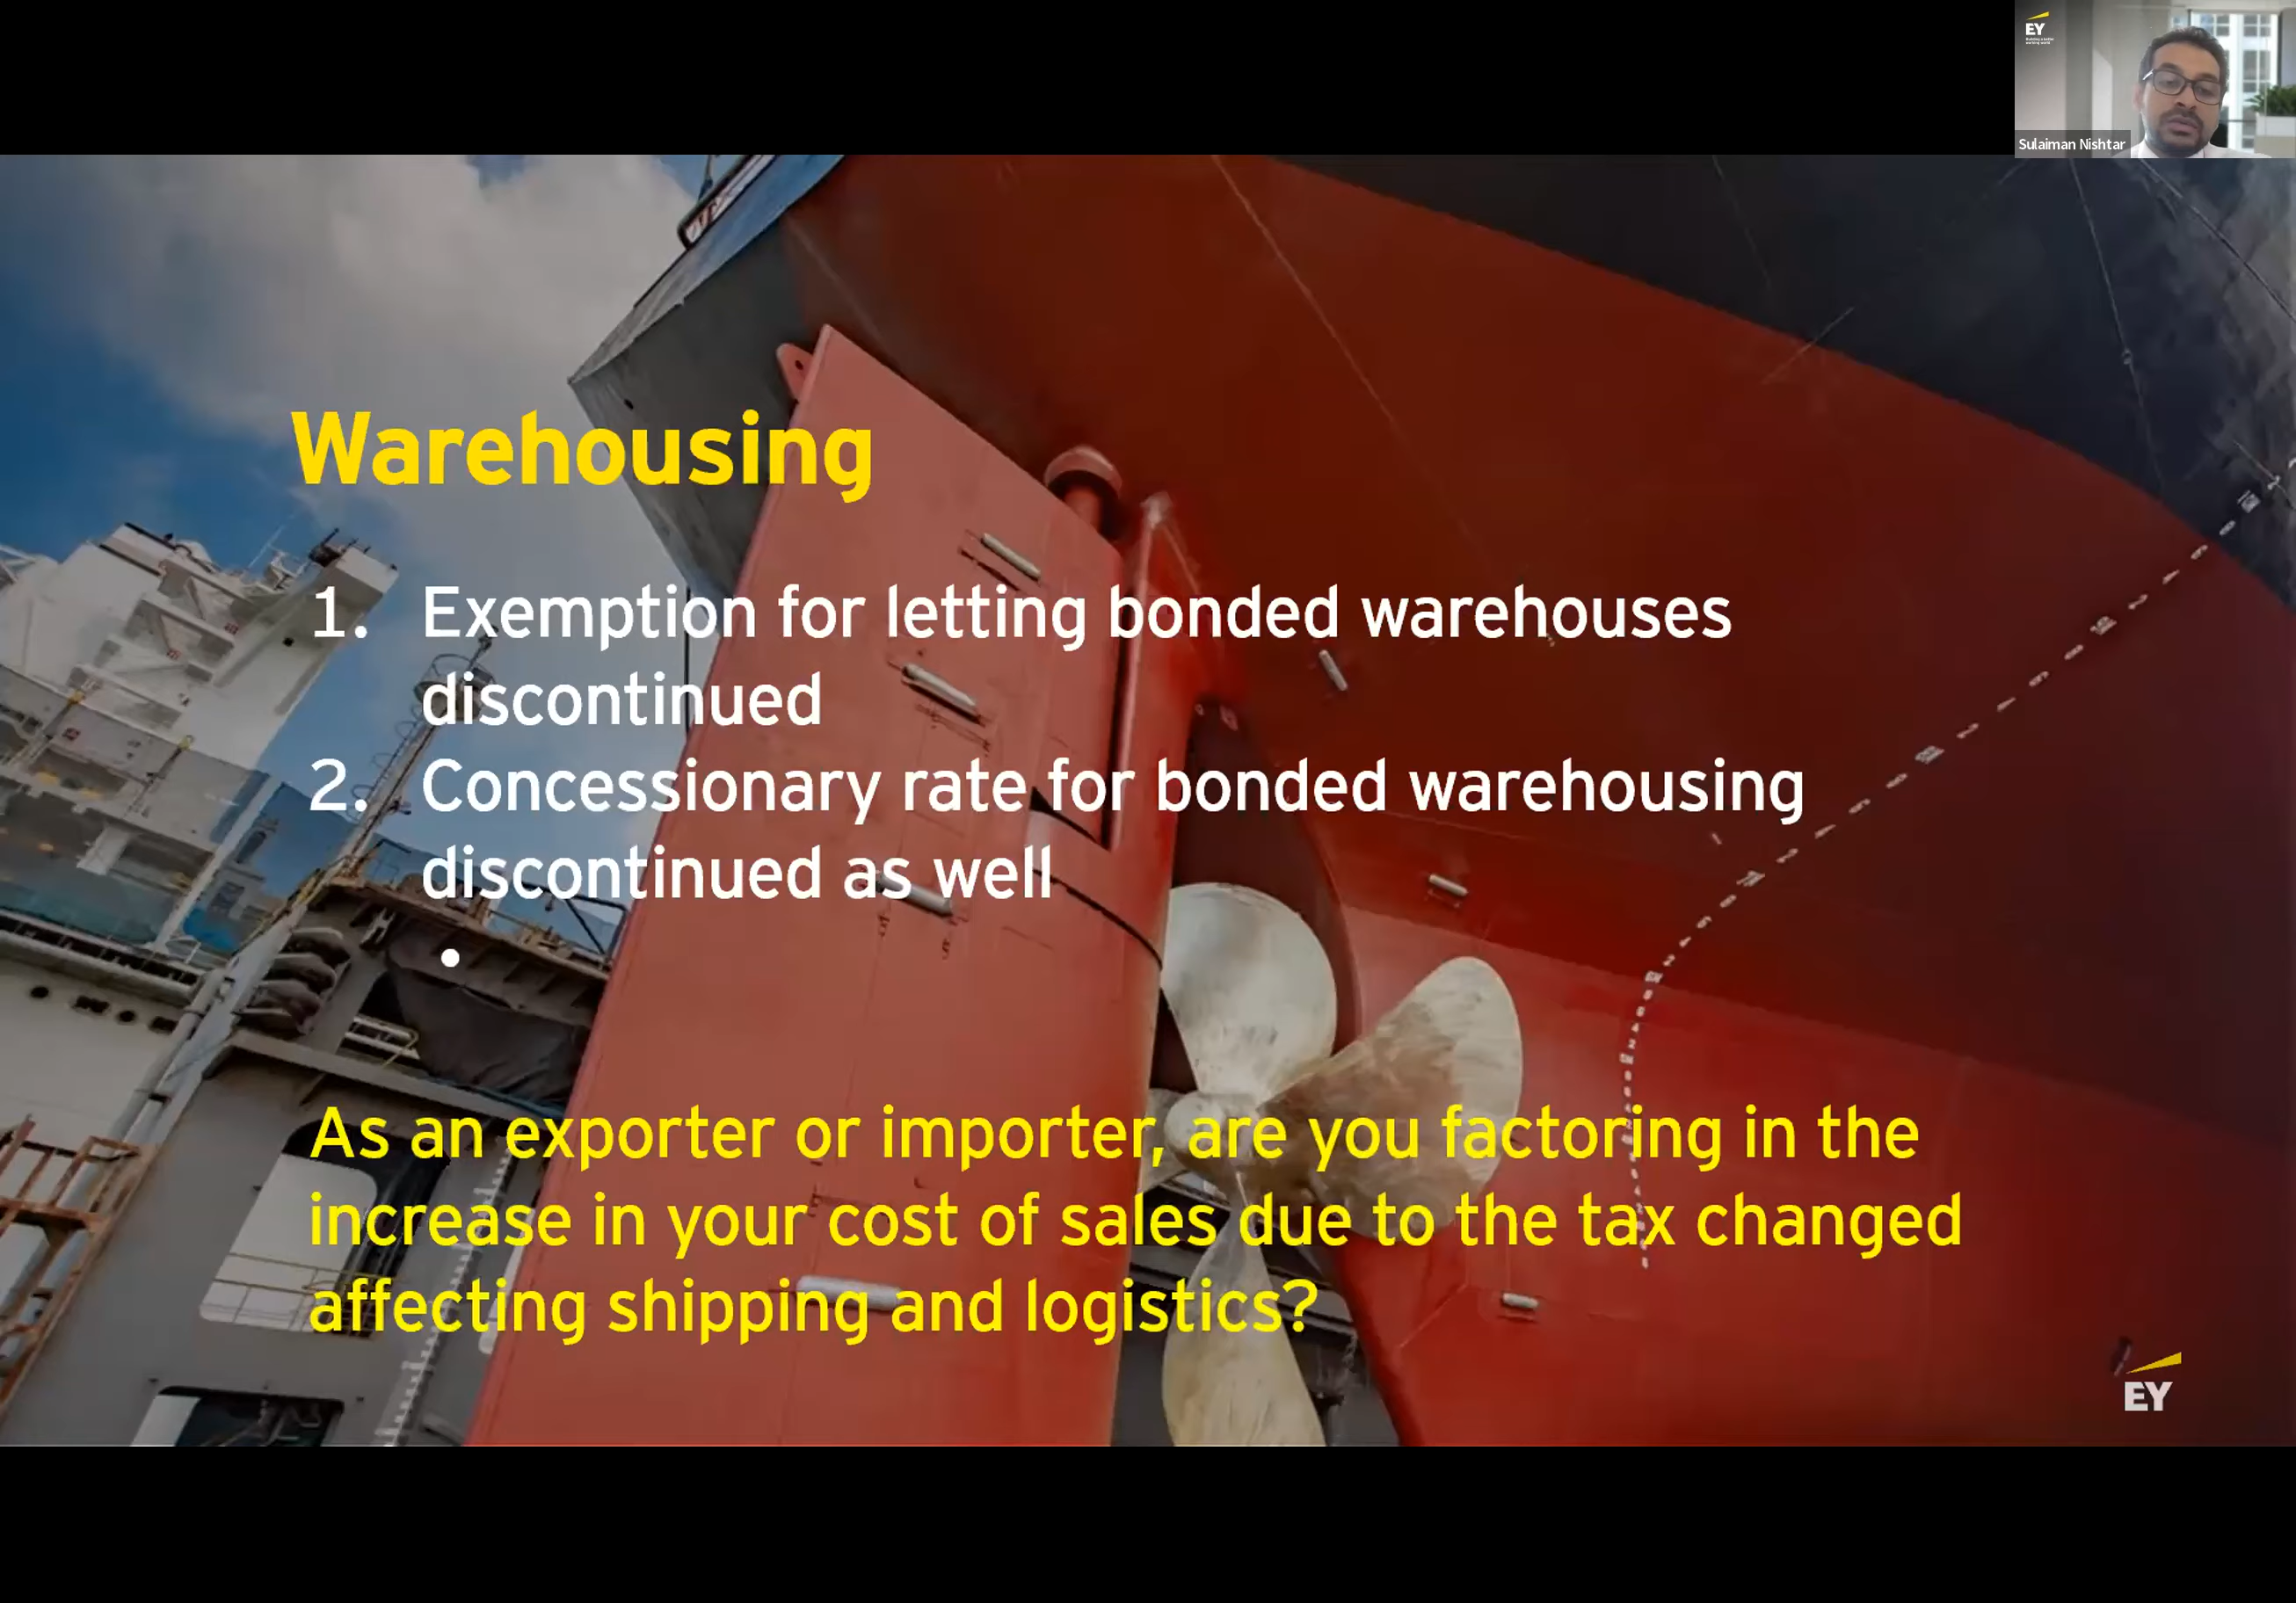 EY
Sulaiman Nishtar
Warehousing
1. Exemption for letting bonded warehouses
discontinued
2. Concessionary rate for bonded warehousing
discontinued as well
•
As an exporter or importer, are you factoring in the
increase in your cost of sales due to the tax changed
affecting shipping and logistics?
EY